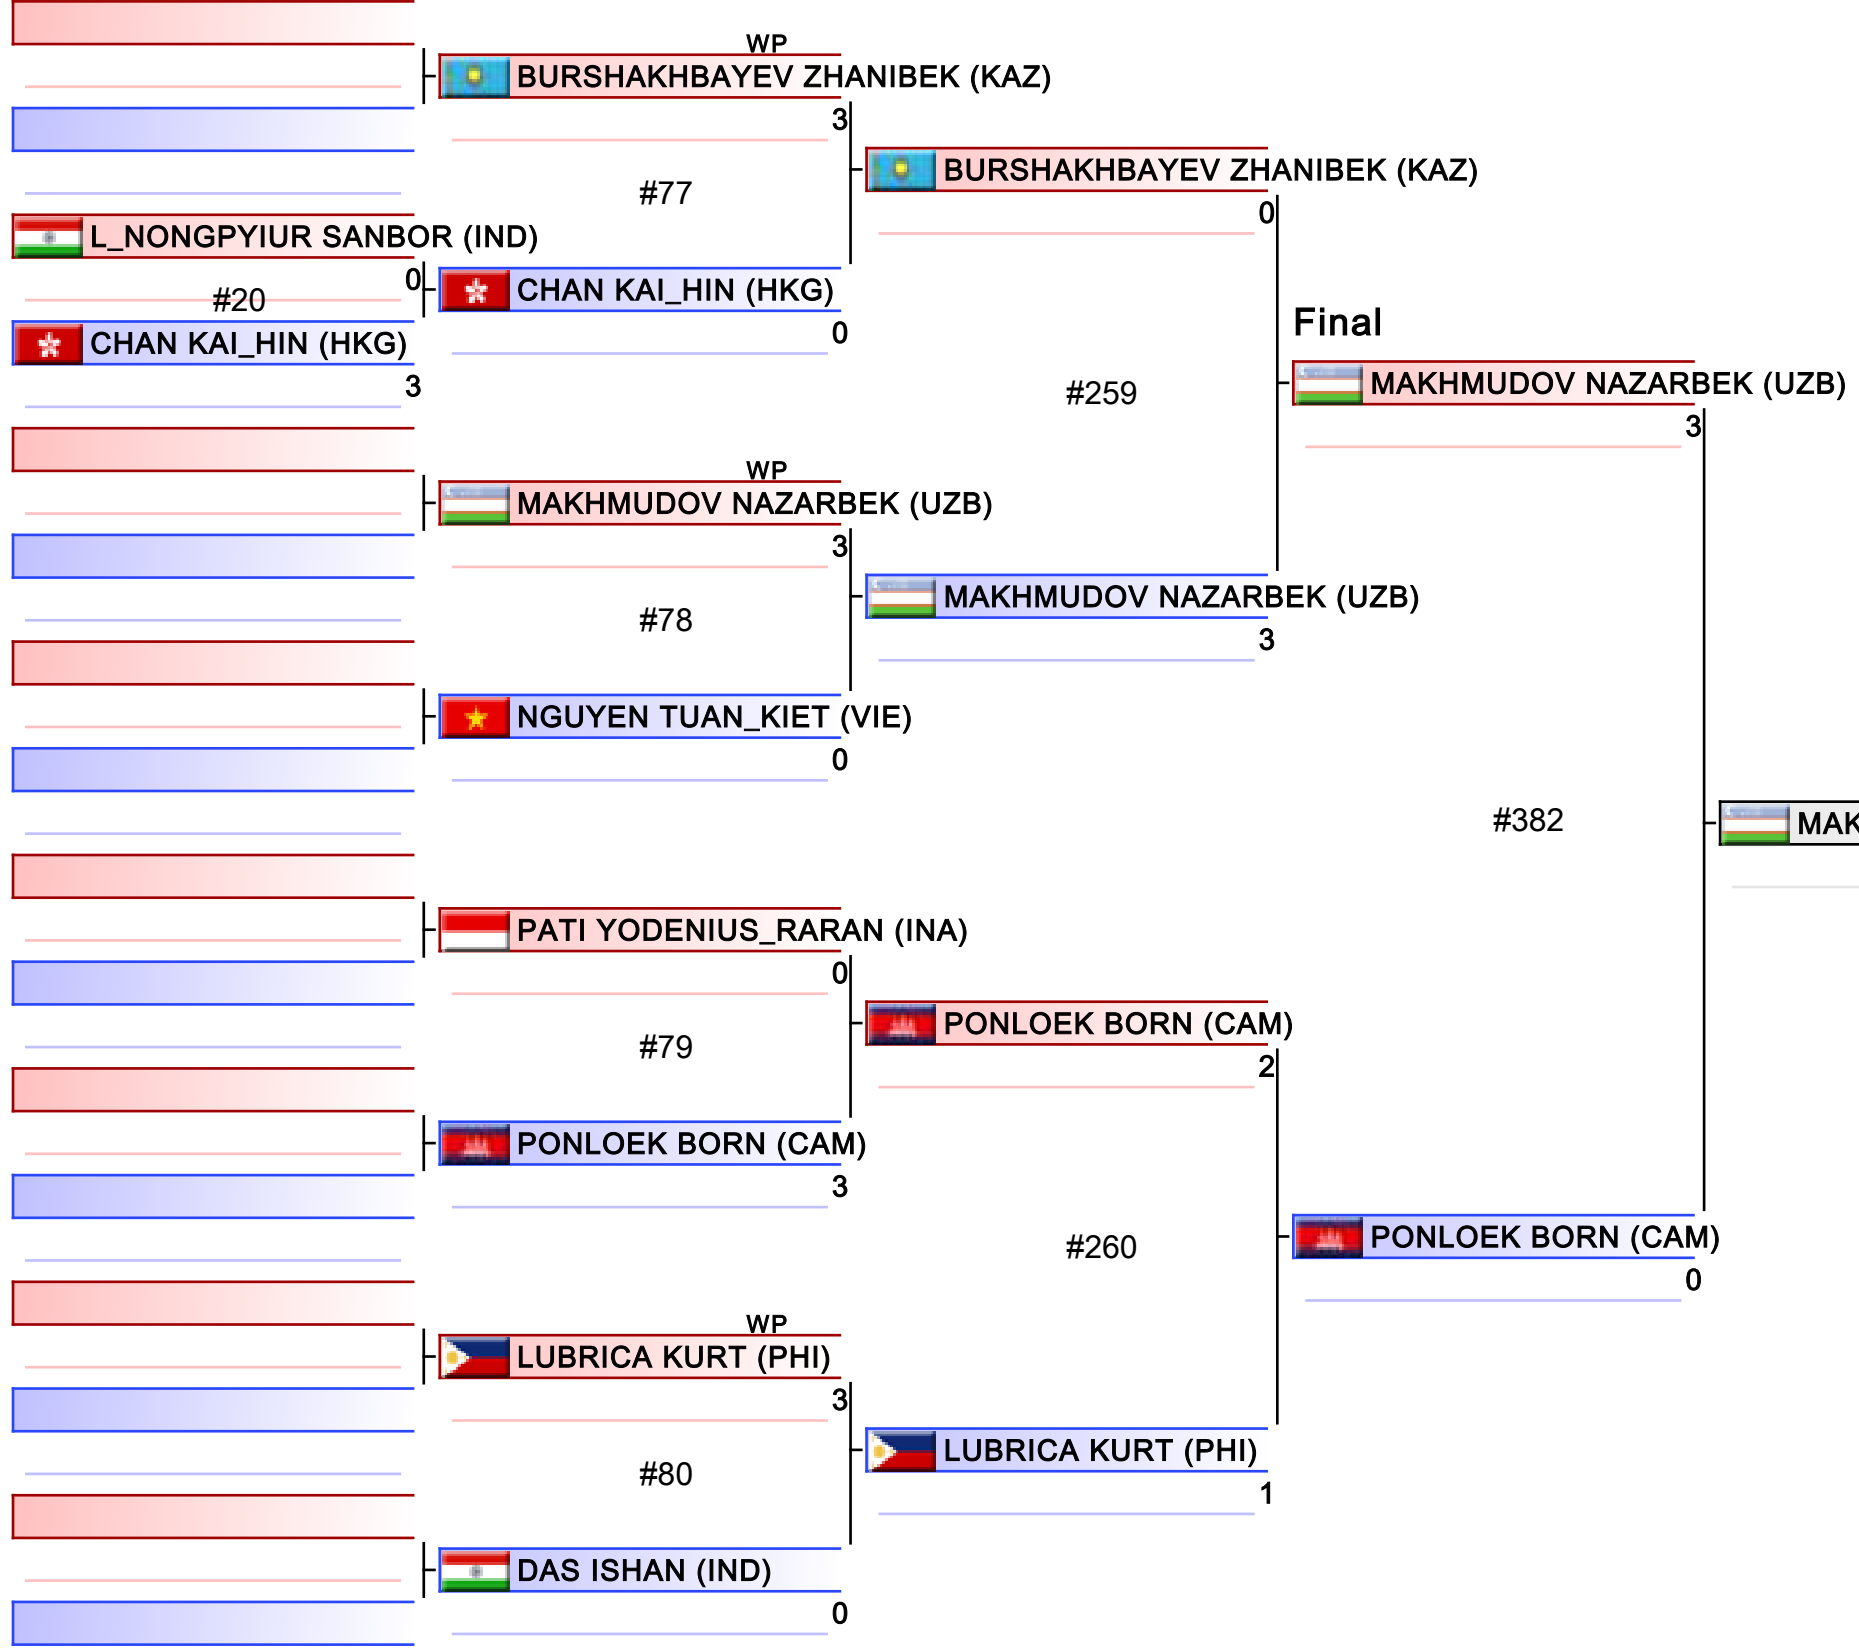 WP
BURSHAKHBAYEV ZHANIBEK (KAZ)
3
BURSHAKHBAYEV ZHANIBEK (KAZ)
#77
0
L_NONGPYIUR SANBOR (IND)
0
#20
CHAN KAI_HIN (HKG)
0
CHAN KAI_HIN (HKG)
3
Final
#259
MAKHMUDOV NAZARBEK (UZB)
3
WP
MAKHMUDOV NAZARBEK (UZB)
3
MAKHMUDOV NAZARBEK (UZB)
3
#78
NGUYEN TUAN_KIET (VIE)
0
#382
MAK
PATI YODENIUS_RARAN (INA)
0
PONLOEK BORN (CAM)
2
#79
PONLOEK BORN (CAM)
3
#260
PONLOEK BORN (CAM)
0
WP
LUBRICA KURT (PHI)
3
LUBRICA KURT (PHI)
1
#80
DAS ISHAN (IND)
0